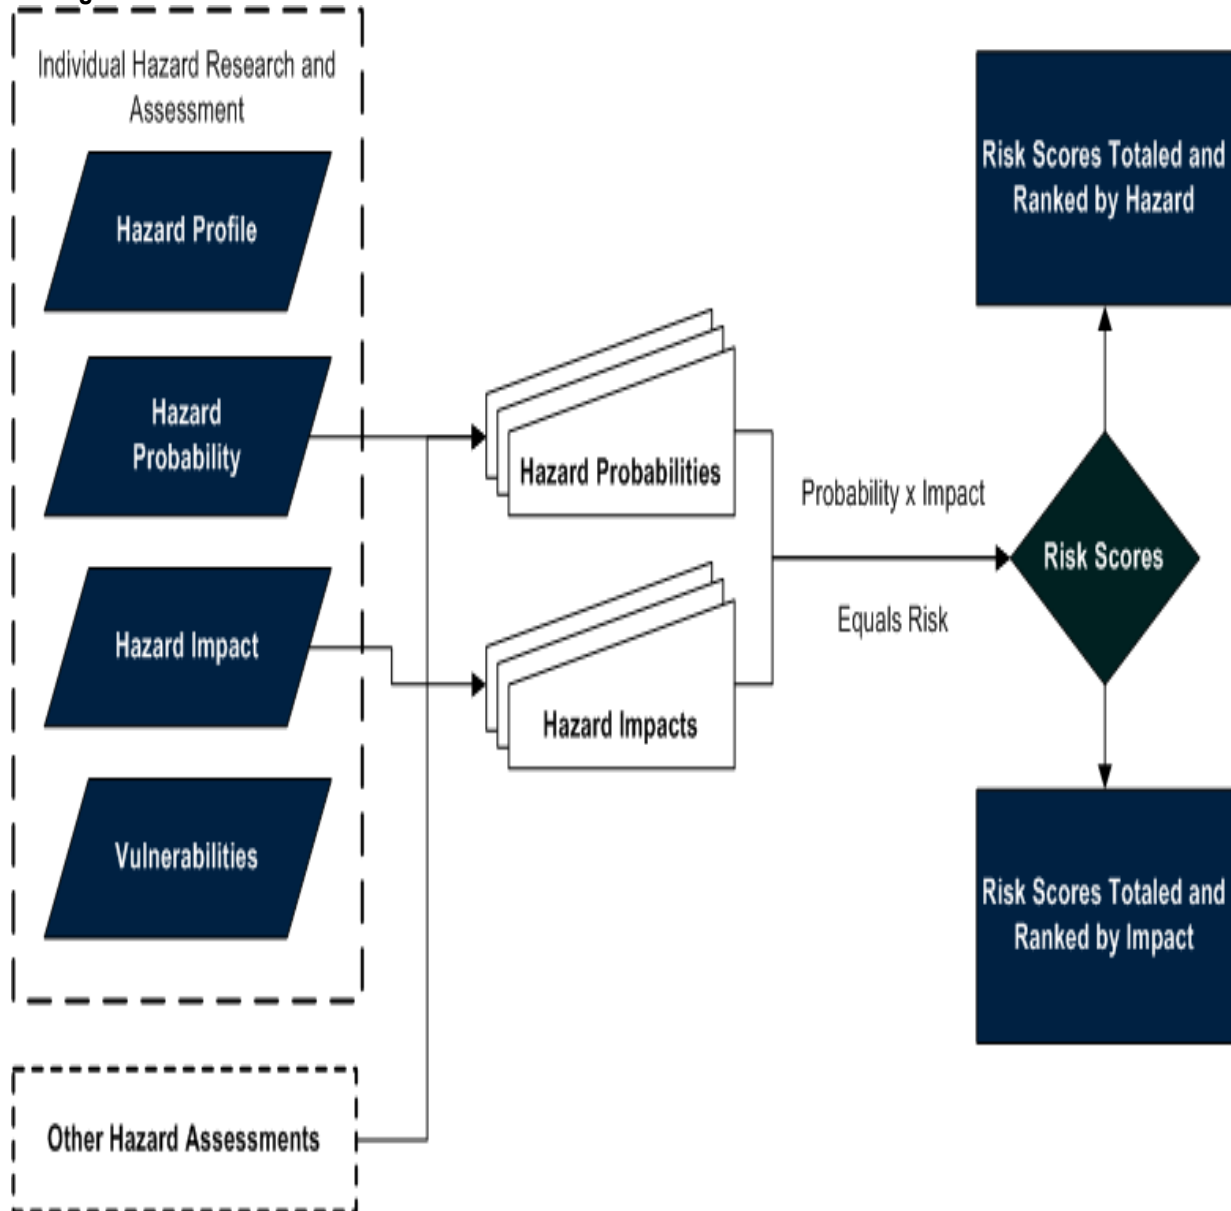 Individual Hazard Research and
Assessment
Hazard Profile
Hazard
Probability
Hazard Impact
Vulnerabilities
Other Hazard Assessments
Hazard Probabilities
Hazard Impacts
Probability x Impact
Equals Risk
Risk Scores
Risk Scores Totaled and
Ranked by Hazard
Risk Scores Totaled and
Ranked by Impact